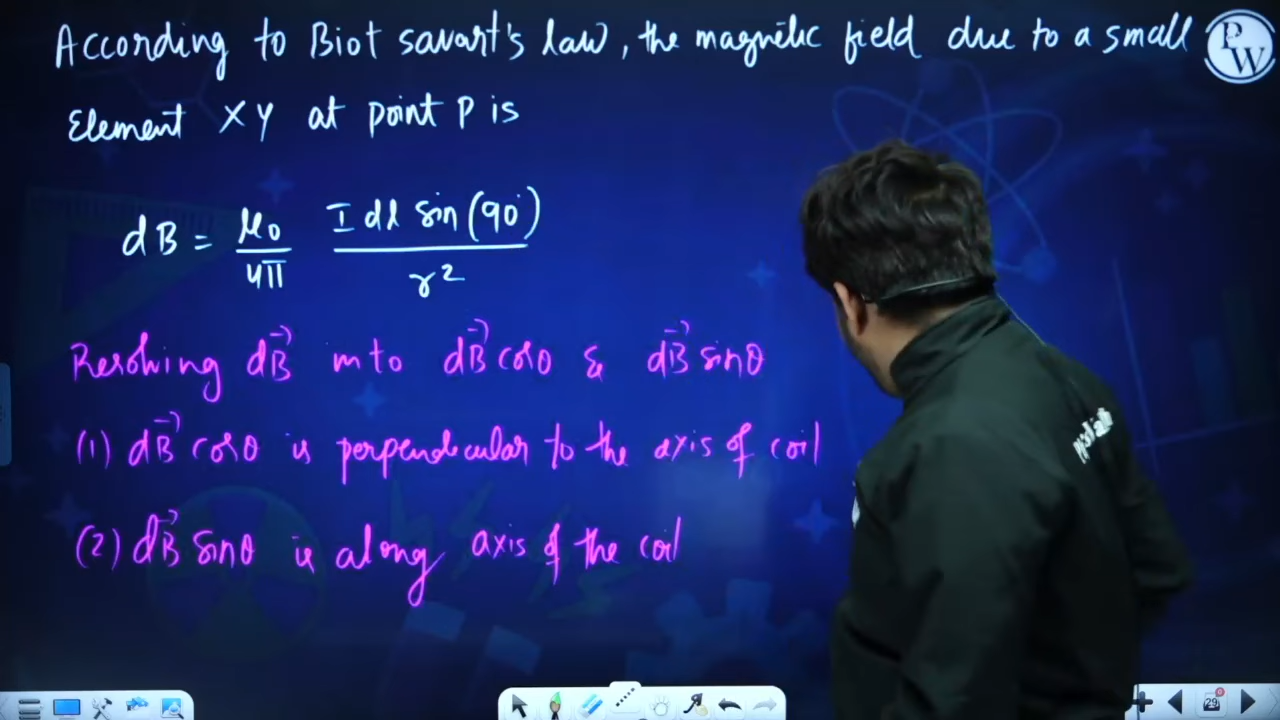 According to Biot savart's law, the magnetic field due to a small
PW
Element XY at point P is
dB = μ₀/4π I dl sin(90°)/r²
Resolving dB⃗ into dB⃗ cosθ & dB⃗ sinθ
(1) dB⃗ cosθ is perpendicular to the axis of coil
(2) dB⃗ sinθ is along axis of the coil
29